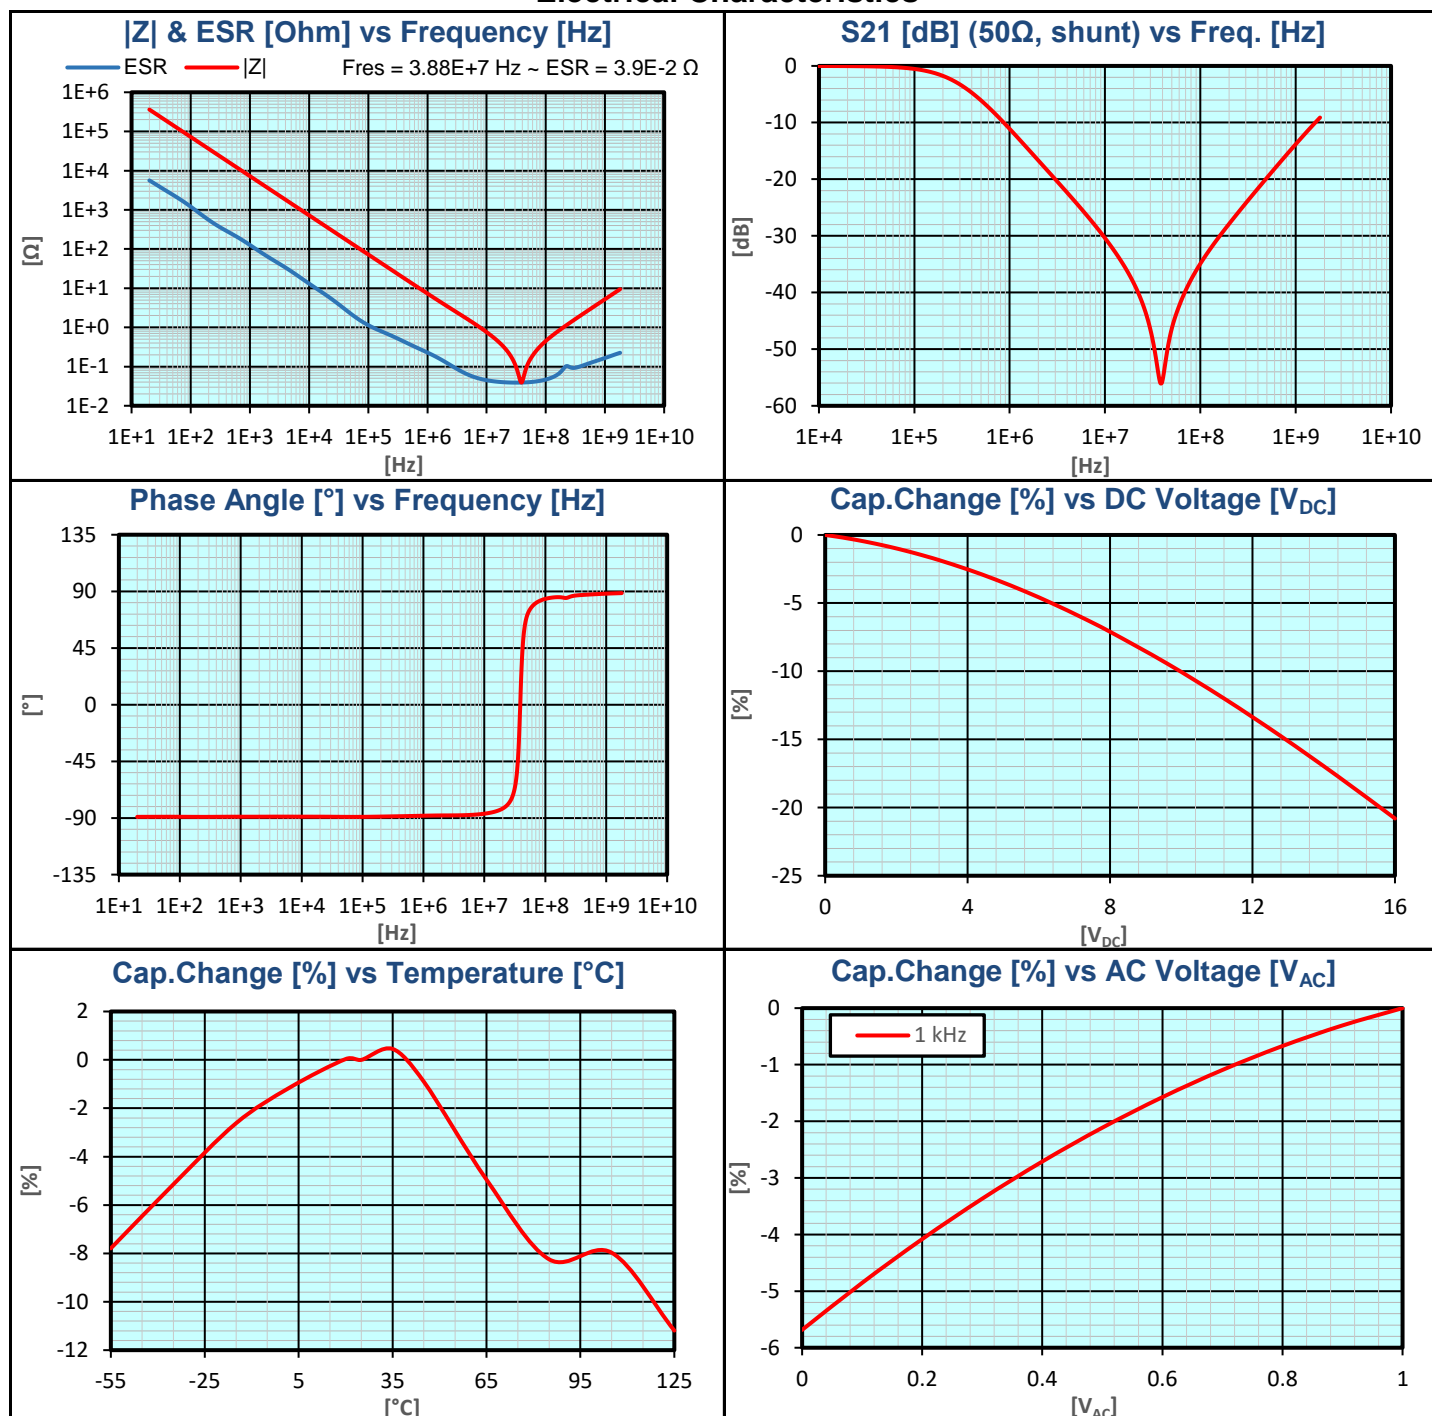 |Z| & ESR [Ohm] vs Frequency [Hz]
ESR |Z| Fres = 3.88E+7 Hz ~ ESR = 3.9E-2 Ω
1E+6
1E+5
1E+4
1E+3
1E+2
1E+1
1E+0
1E-1
1E-2
[Ω]
1E+1 1E+2 1E+3 1E+4 1E+5 1E+6 1E+7 1E+8 1E+9 1E+10
[Hz]
S21 [dB] (50Ω, shunt) vs Freq. [Hz]
0
-10
-20
-30
-40
-50
-60
[dB]
1E+4 1E+5 1E+6 1E+7 1E+8 1E+9 1E+10
[Hz]
Phase Angle [°] vs Frequency [Hz]
135
90
45
0
-45
-90
-135
[°]
1E+1 1E+2 1E+3 1E+4 1E+5 1E+6 1E+7 1E+8 1E+9 1E+10
[Hz]
Cap.Change [%] vs DC Voltage [VDC]
0
-5
-10
-15
-20
-25
[%]
0 4 8 12 16
[VDC]
Cap.Change [%] vs Temperature [°C]
2
0
-2
-4
-6
-8
-10
-12
[%]
-55 -25 5 35 65 95 125
[°C]
Cap.Change [%] vs AC Voltage [VAC]
1 kHz
0
-1
-2
-3
-4
-5
-6
[%]
0 0.2 0.4 0.6 0.8 1
[VAC]